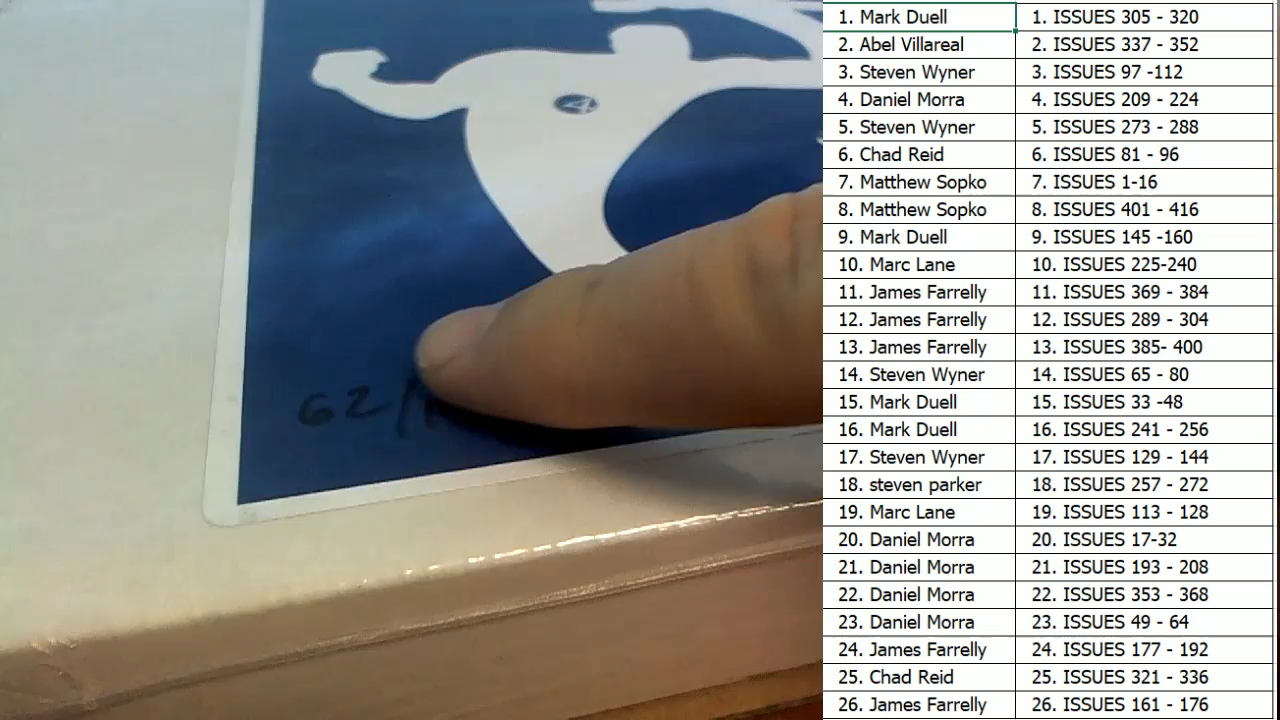 4
62/
1. Mark Duell 1. ISSUES 305 - 320
2. Abel Villareal 2. ISSUES 337 - 352
3. Steven Wyner 3. ISSUES 97 -112
4. Daniel Morra 4. ISSUES 209 - 224
5. Steven Wyner 5. ISSUES 273 - 288
6. Chad Reid 6. ISSUES 81 - 96
7. Matthew Sopko 7. ISSUES 1-16
8. Matthew Sopko 8. ISSUES 401 - 416
9. Mark Duell 9. ISSUES 145 -160
10. Marc Lane 10. ISSUES 225-240
11. James Farrelly 11. ISSUES 369 - 384
12. James Farrelly 12. ISSUES 289 - 304
13. James Farrelly 13. ISSUES 385- 400
14. Steven Wyner 14. ISSUES 65 - 80
15. Mark Duell 15. ISSUES 33 -48
16. Mark Duell 16. ISSUES 241 - 256
17. Steven Wyner 17. ISSUES 129 - 144
18. steven parker 18. ISSUES 257 - 272
19. Marc Lane 19. ISSUES 113 - 128
20. Daniel Morra 20. ISSUES 17-32
21. Daniel Morra 21. ISSUES 193 - 208
22. Daniel Morra 22. ISSUES 353 - 368
23. Daniel Morra 23. ISSUES 49 - 64
24. James Farrelly 24. ISSUES 177 - 192
25. Chad Reid 25. ISSUES 321 - 336
26. James Farrelly 26. ISSUES 161 - 176